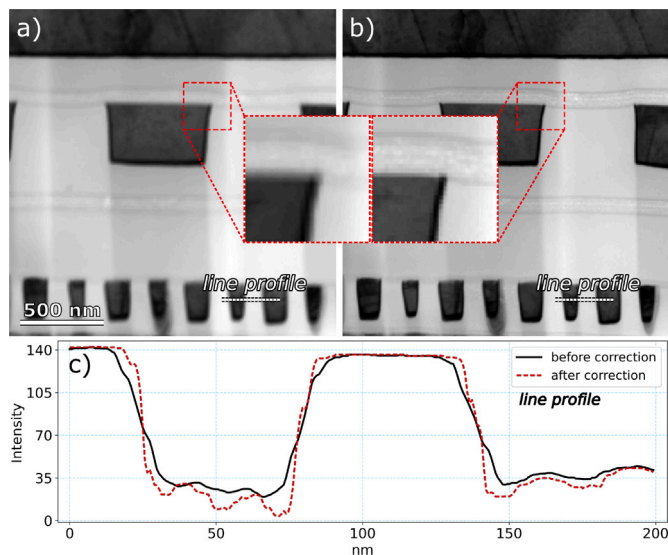 a)
b)
line profile
500 nm
line profile
c)
Intensity
140
105
70
35
0
before correction
after correction
line profile
0
50
100
150
200
nm